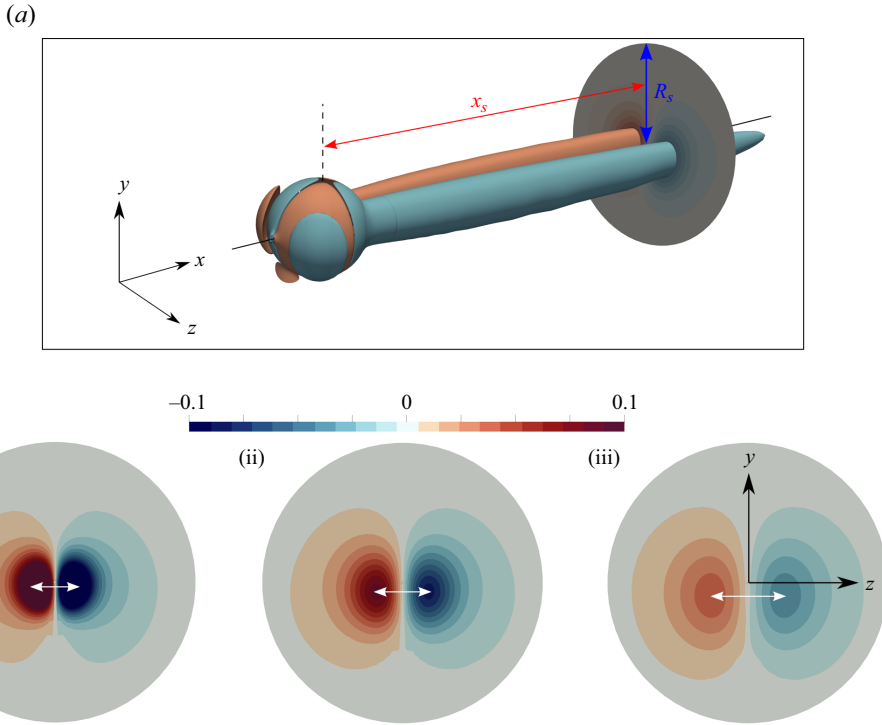 (a)
x_s
R_s
y
x
z
–0.1 0 0.1
(ii) (iii)
y
z